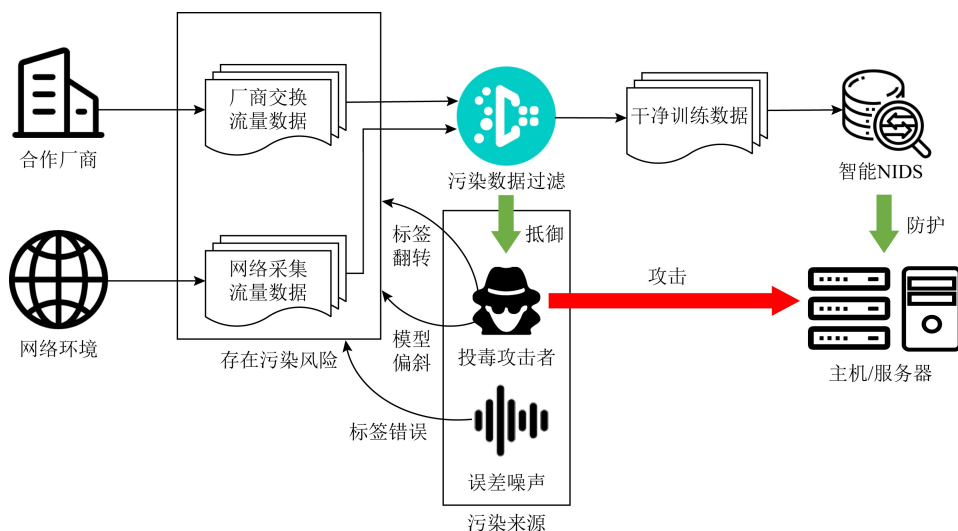 厂商交换
流量数据
干净训练数据
合作厂商
污染数据过滤
智能NIDS
标签
翻转
抵御
防护
网络采集
流量数据
攻击
网络环境
存在污染风险
模型
偏斜
投毒攻击者
主机/服务器
标签错误
误差噪声
污染来源